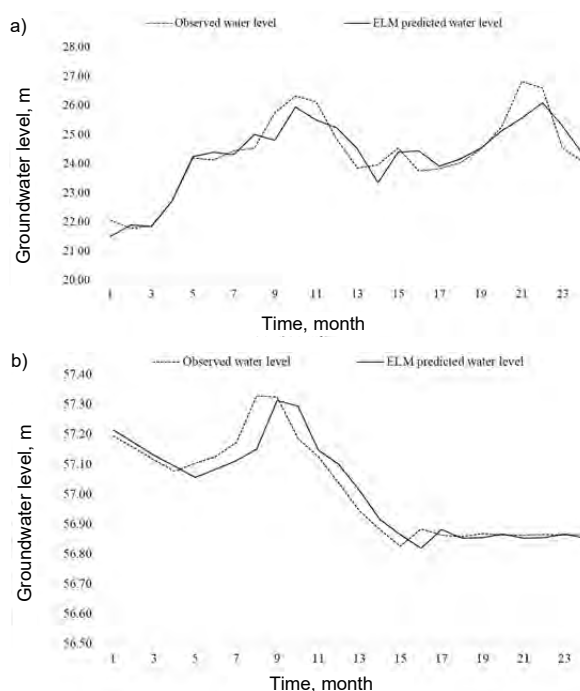 a)
Observed water level ELM predicted water level
Groundwater level, m
28.00
27.00
26.00
25.00
24.00
23.00
22.00
21.00
20.00
1 3 5 7 9 11 13 15 17 19 21 23
Time, month
b)
Observed water level ELM predicted water level
Groundwater level, m
57.40
57.30
57.20
57.10
57.00
56.90
56.80
56.70
56.60
56.50
1 3 5 7 9 11 13 15 17 19 21 23
Time, month